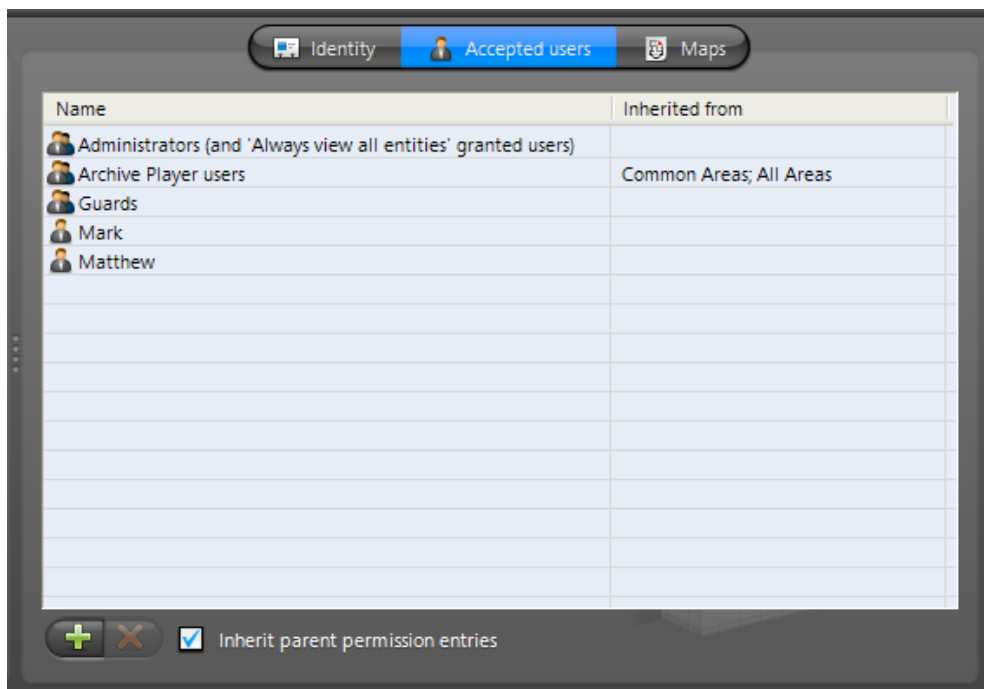 Identity Accepted users Maps
Name Inherited from
Administrators (and 'Always view all entities' granted users)
Archive Player users Common Areas; All Areas
Guards
Mark
Matthew
Inherit parent permission entries